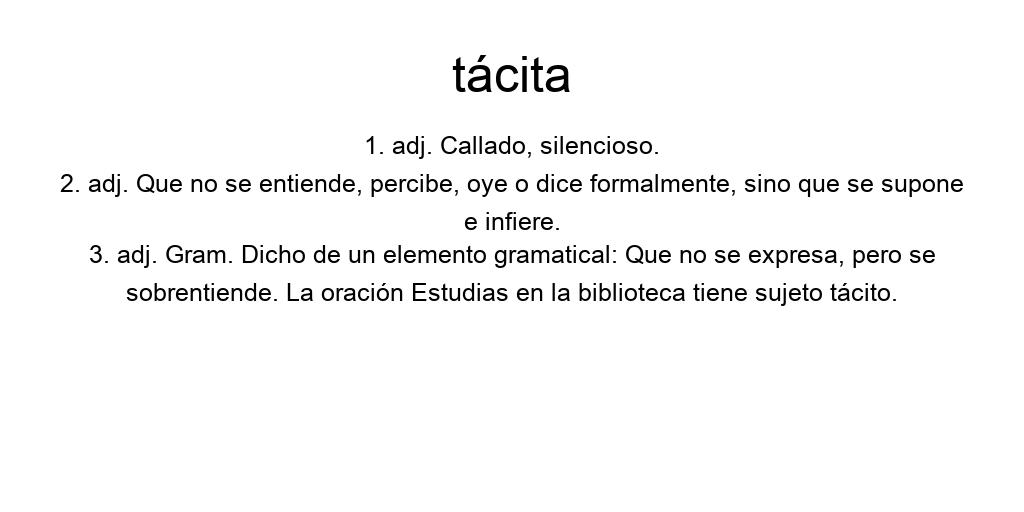 tácita
1. adj. Callado, silencioso.
2. adj. Que no se entiende, percibe, oye o dice formalmente, sino que se supone
e infiere.
3. adj. Gram. Dicho de un elemento gramatical: Que no se expresa, pero se
sobrentiende. La oración Estudias en la biblioteca tiene sujeto tácito.